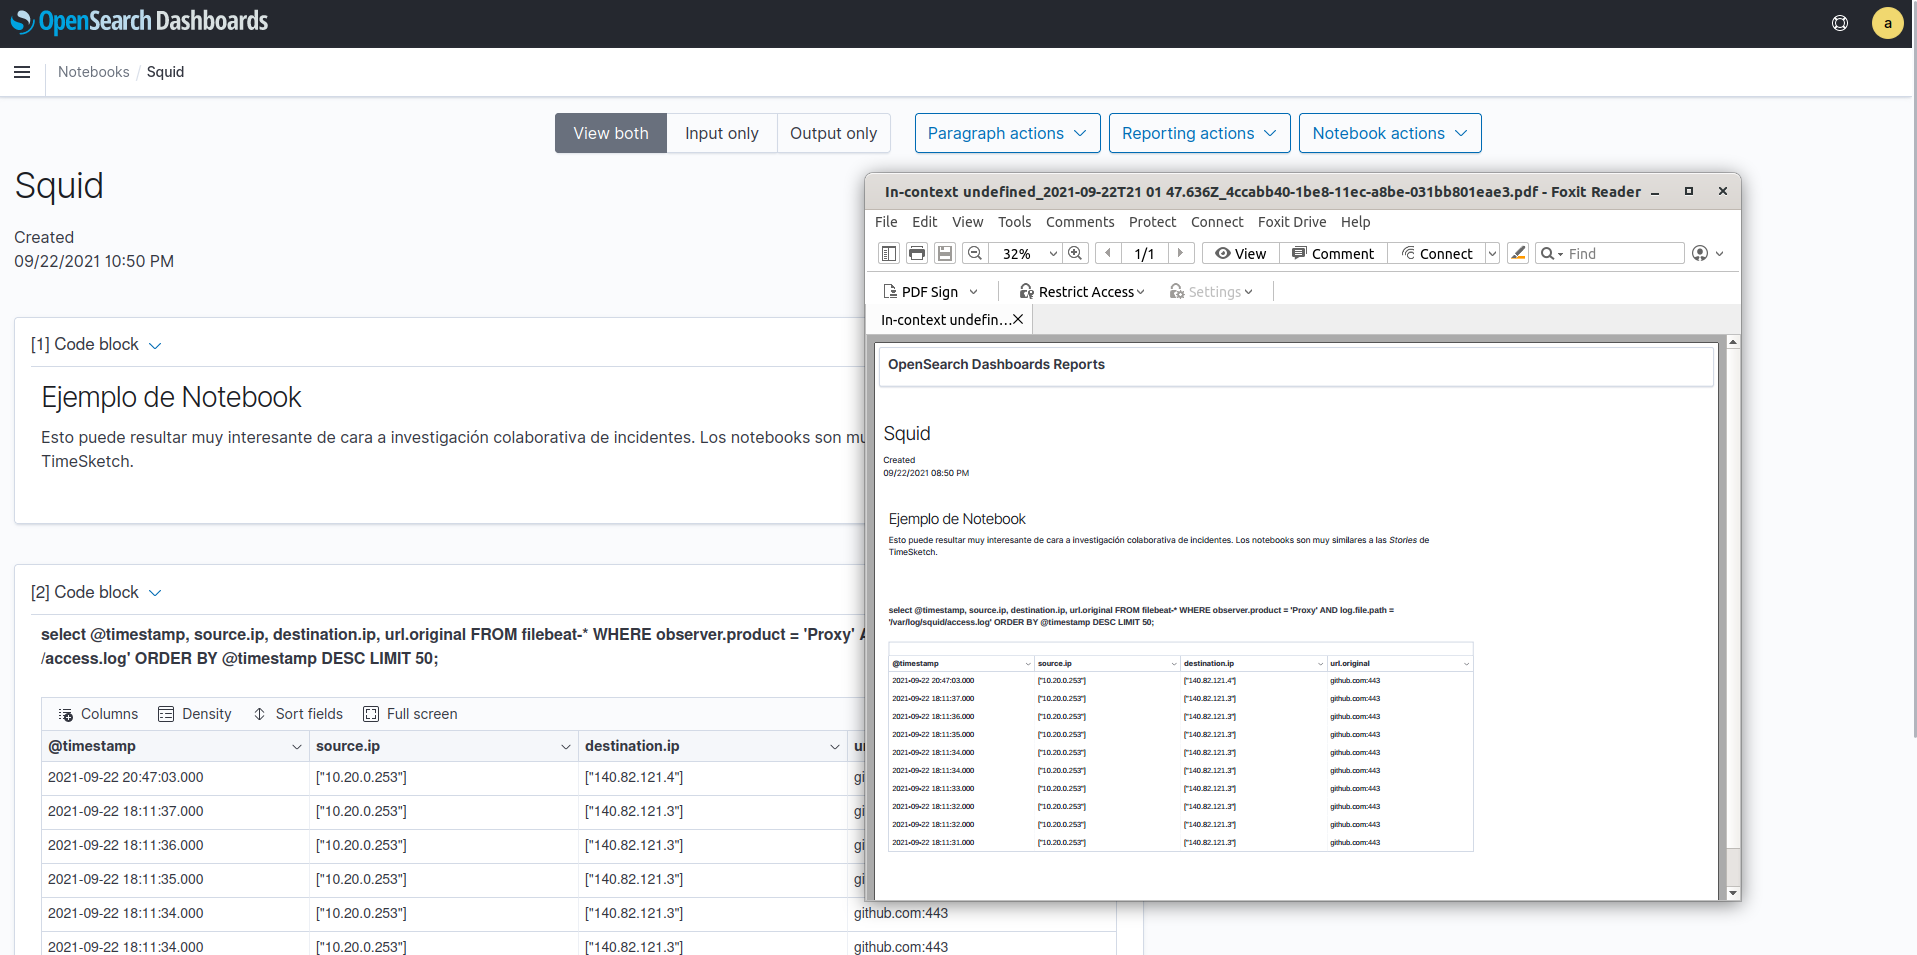 OpenSearch Dashboards
a
Notebooks / Squid
View both
Input only
Output only
Paragraph actions
Reporting actions
Notebook actions
Squid
Created
09/22/2021 10:50 PM
[1] Code block
Ejemplo de Notebook
Esto puede resultar muy interesante de cara a investigación colaborativa de incidentes. Los notebooks son mu
TimeSketch.
[2] Code block
select @timestamp, source.ip, destination.ip, url.original FROM filebeat-* WHERE observer.product = 'Proxy' A
/access.log' ORDER BY @timestamp DESC LIMIT 50;
Columns Density Sort fields Full screen
@timestamp source.ip destination.ip u
2021-09-22 20:47:03.000 ["10.20.0.253"] ["140.82.121.4"] gi
2021-09-22 18:11:37.000 ["10.20.0.253"] ["140.82.121.3"] gi
2021-09-22 18:11:36.000 ["10.20.0.253"] ["140.82.121.3"] gi
2021-09-22 18:11:35.000 ["10.20.0.253"] ["140.82.121.3"] gi
2021-09-22 18:11:34.000 ["10.20.0.253"] ["140.82.121.3"] github.com:443
2021-09-22 18:11:34.000 ["10.20.0.253"] ["140.82.121.3"] github.com:443
In-context undefined_2021-09-22T21 01 47.636Z_4ccabb40-1be8-11ec-a8be-031bb801eae3.pdf - Foxit Reader
File Edit View Tools Comments Protect Connect Foxit Drive Help
32% 1/1 View Comment Connect Find
PDF Sign Restrict Access Settings
In-context undefin...
OpenSearch Dashboards Reports
Squid
Created
09/22/2021 08:50 PM
Ejemplo de Notebook
Esto puede resultar muy interesante de cara a investigación colaborativa de incidentes. Los notebooks son muy similares a las Stories de
TimeSketch.
select @timestamp, source.ip, destination.ip, url.original FROM filebeat-* WHERE observer.product = 'Proxy' AND log.file.path =
'/var/log/squid/access.log' ORDER BY @timestamp DESC LIMIT 50;
@timestamp source.ip destination.ip url.original
2021-09-22 20:47:03.000 ["10.20.0.253"] ["140.82.121.4"] github.com:443
2021-09-22 18:11:37.000 ["10.20.0.253"] ["140.82.121.3"] github.com:443
2021-09-22 18:11:36.000 ["10.20.0.253"] ["140.82.121.3"] github.com:443
2021-09-22 18:11:35.000 ["10.20.0.253"] ["140.82.121.3"] github.com:443
2021-09-22 18:11:34.000 ["10.20.0.253"] ["140.82.121.3"] github.com:443
2021-09-22 18:11:34.000 ["10.20.0.253"] ["140.82.121.3"] github.com:443
2021-09-22 18:11:33.000 ["10.20.0.253"] ["140.82.121.3"] github.com:443
2021-09-22 18:11:32.000 ["10.20.0.253"] ["140.82.121.3"] github.com:443
2021-09-22 18:11:32.000 ["10.20.0.253"] ["140.82.121.3"] github.com:443
2021-09-22 18:11:31.000 ["10.20.0.253"] ["140.82.121.3"] github.com:443